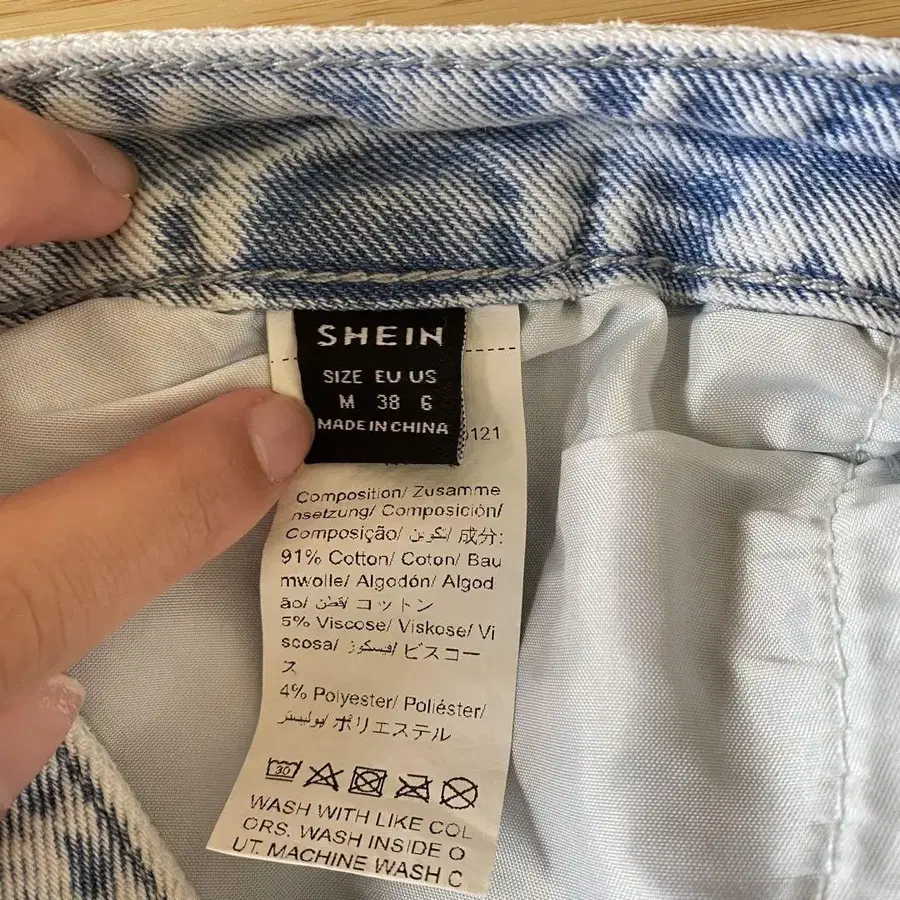 SHEIN
SIZE EU US
M 38 6
MADE IN CHINA
121
Composition/ Zusamme
nsetzung/ Composición/
Composição/ تكوين/ 成分:
91% Cotton/ Coton/ Bau
mwolle/ Algodón/ Algod
ão/ قطن/ コットン
5% Viscose/ Viskose/ Vi
scosa/ فيسكوز/ ビスコー
ス
4% Polyester/ Poliéster/
بوليستر/ ポリエステル
30
WASH WITH LIKE COL
ORS. WASH INSIDE O
UT. MACHINE WASH C